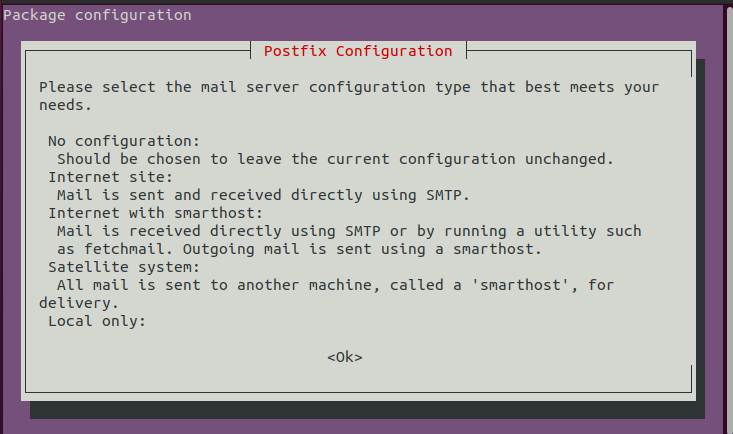 Package configuration
Postfix Configuration
Please select the mail server configuration type that best meets your
needs.
No configuration:
Should be chosen to leave the current configuration unchanged.
Internet site:
Mail is sent and received directly using SMTP.
Internet with smarthost:
Mail is received directly using SMTP or by running a utility such
as fetchmail. Outgoing mail is sent using a smarthost.
Satellite system:
All mail is sent to another machine, called a 'smarthost', for
delivery.
Local only:
<Ok>